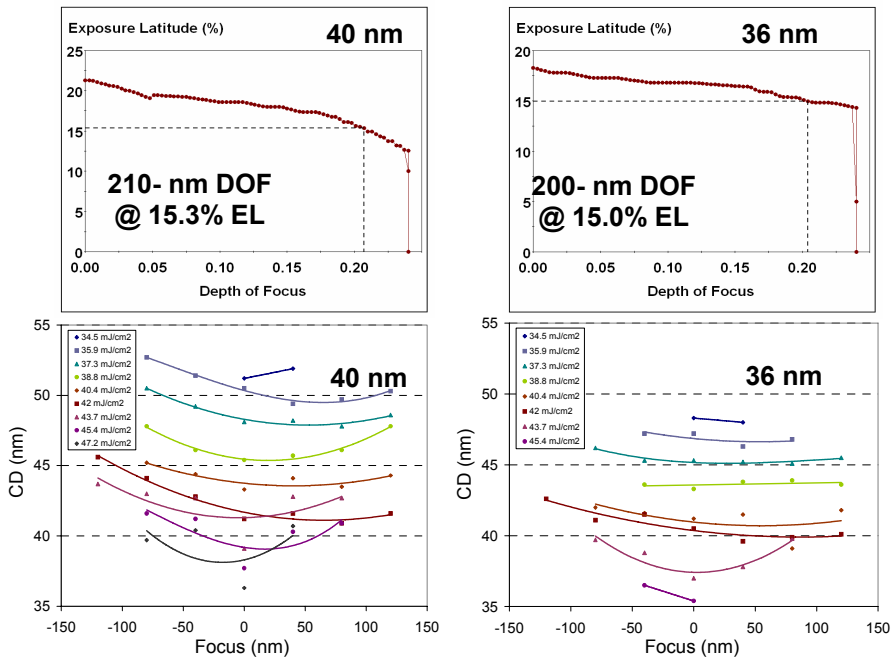 Exposure Latitude (%)
40 nm
25
20
15
10
5
0
210- nm DOF
@ 15.3% EL
0.00 0.05 0.10 0.15 0.20
Depth of Focus
Exposure Latitude (%)
36 nm
20
15
10
5
0
200- nm DOF
@ 15.0% EL
0.00 0.05 0.10 0.15 0.20
Depth of Focus
55
50
45
40
35
CD (nm)
34.5 mJ/cm2
35.9 mJ/cm2
37.3 mJ/cm2
38.8 mJ/cm2
40.4 mJ/cm2
42 mJ/cm2
43.7 mJ/cm2
45.4 mJ/cm2
47.2 mJ/cm2
40 nm
-150 -100 -50 0 50 100 150
Focus (nm)
55
50
45
40
35
CD (nm)
34.5 mJ/cm2
35.9 mJ/cm2
37.3 mJ/cm2
38.8 mJ/cm2
40.4 mJ/cm2
42 mJ/cm2
43.7 mJ/cm2
45.4 mJ/cm2
36 nm
-150 -100 -50 0 50 100 150
Focus (nm)